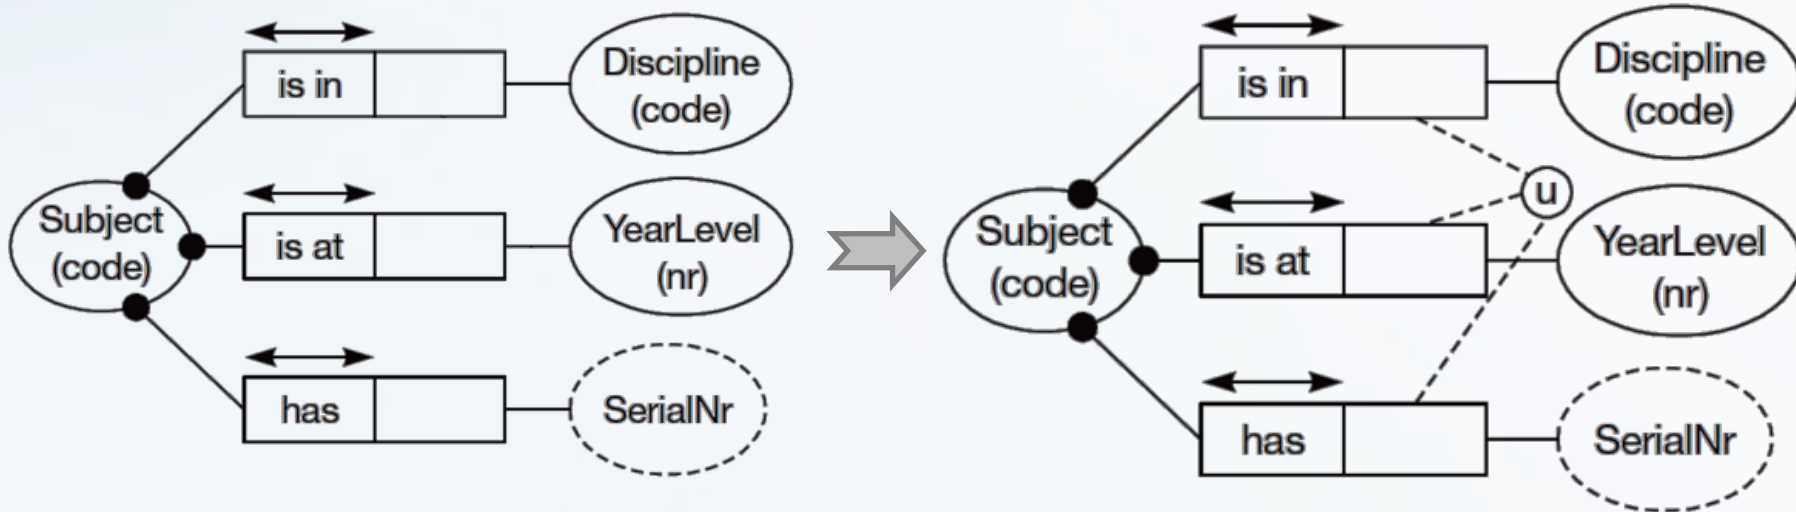 is in
Discipline
(code)
Subject
(code)
is at
YearLevel
(nr)
has
SerialNr
is in
Discipline
(code)
u
Subject
(code)
is at
YearLevel
(nr)
has
SerialNr